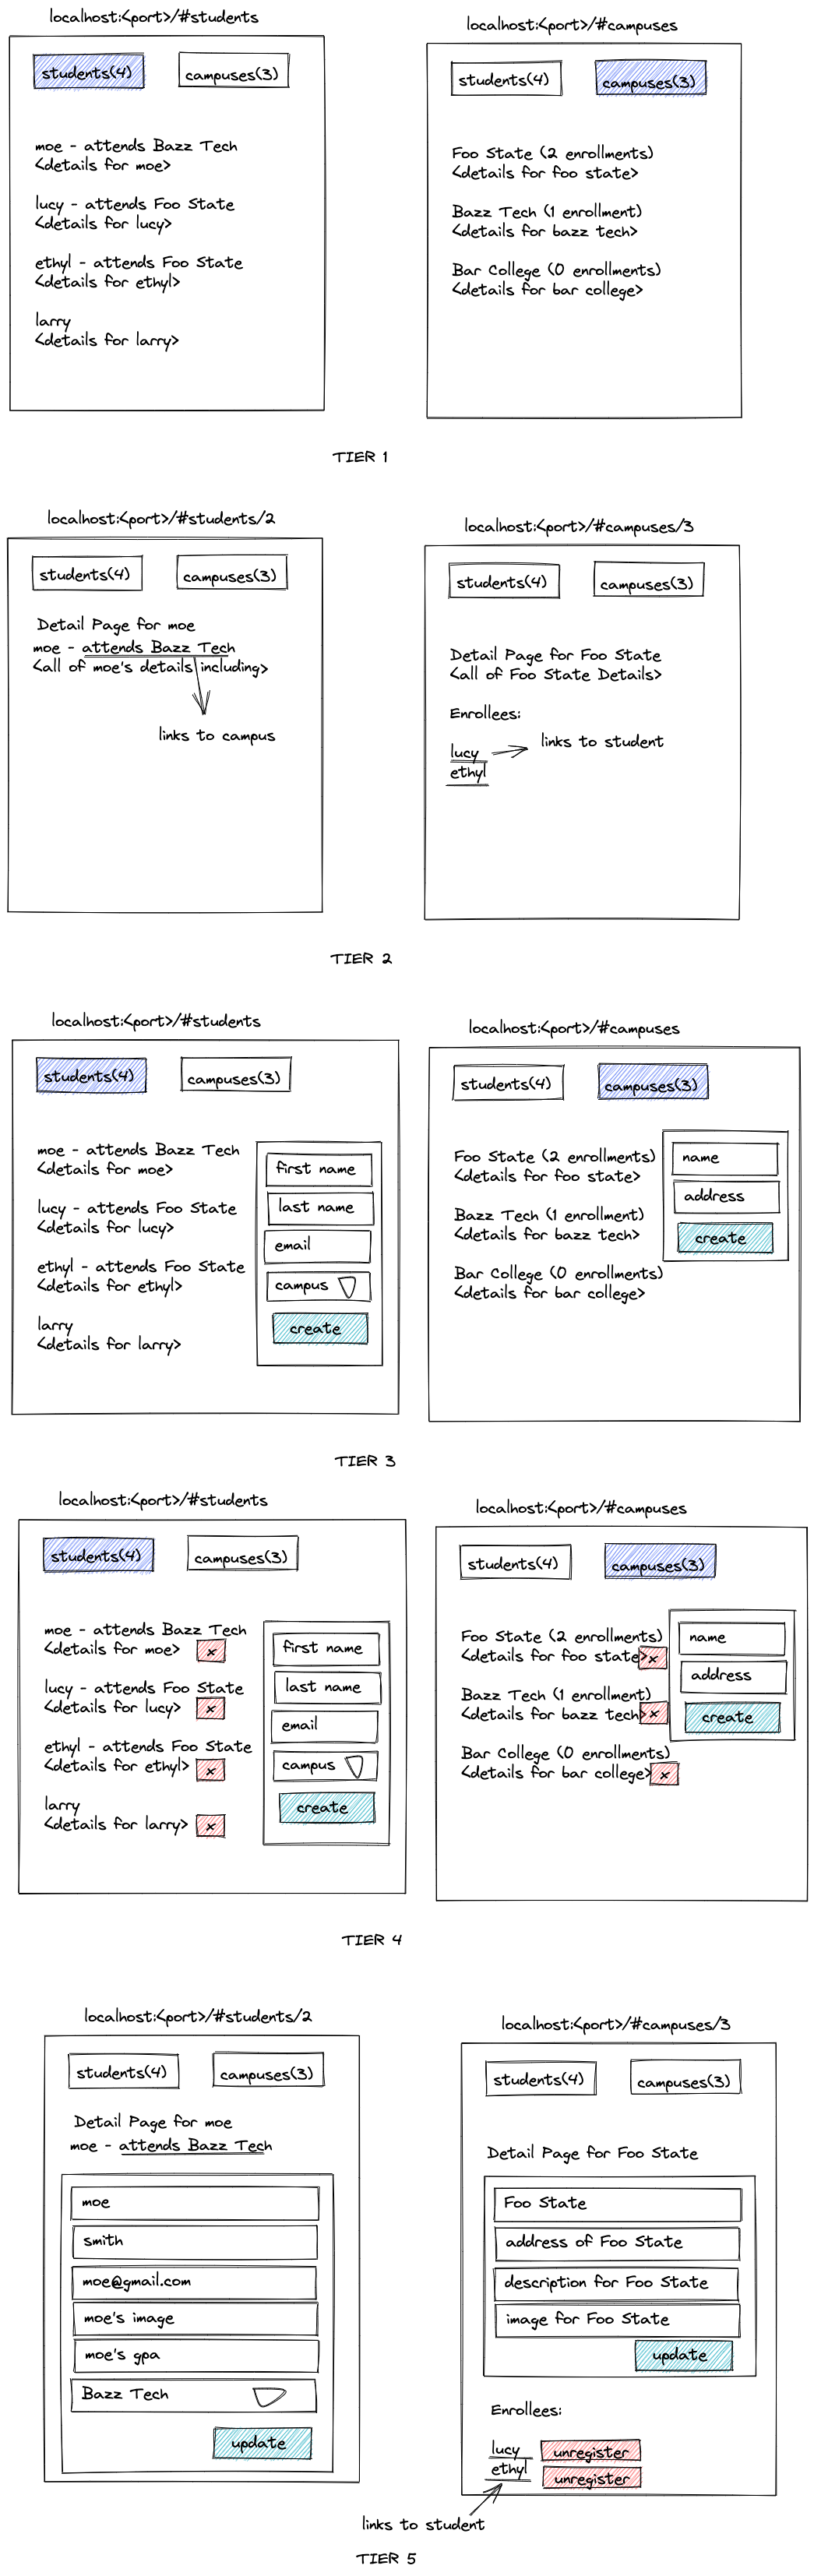 localhost:<port>/#students
students(4)
campuses(3)
moe - attends Bazz Tech
<details for moe>
lucy - attends Foo State
<details for lucy>
ethyl - attends Foo State
<details for ethyl>
larry
<details for larry>
localhost:<port>/#campuses
students(4)
campuses(3)
Foo State (2 enrollments)
<details for foo state>
Bazz Tech (1 enrollment)
<details for bazz tech>
Bar College (0 enrollments)
<details for bar college>
TIER 1
localhost:<port>/#students/2
students(4)
campuses(3)
Detail Page for moe
moe - attends Bazz Tech
<all of moe's details including>
links to campus
localhost:<port>/#campuses/3
students(4)
campuses(3)
Detail Page for Foo State
<all of Foo State Details>
Enrollees:
lucy
ethyl
links to student
TIER 2
localhost:<port>/#students
students(4)
campuses(3)
moe - attends Bazz Tech
<details for moe>
lucy - attends Foo State
<details for lucy>
ethyl - attends Foo State
<details for ethyl>
larry
<details for larry>
first name
last name
email
campus
create
localhost:<port>/#campuses
students(4)
campuses(3)
Foo State (2 enrollments)
<details for foo state>
Bazz Tech (1 enrollment)
<details for bazz tech>
Bar College (0 enrollments)
<details for bar college>
name
address
create
TIER 3
localhost:<port>/#students
students(4)
campuses(3)
moe - attends Bazz Tech
<details for moe> x
lucy - attends Foo State
<details for lucy> x
ethyl - attends Foo State
<details for ethyl> x
larry
<details for larry> x
first name
last name
email
campus
create
localhost:<port>/#campuses
students(4)
campuses(3)
Foo State (2 enrollments)
<details for foo state> x
Bazz Tech (1 enrollment)
<details for bazz tech> x
Bar College (0 enrollments)
<details for bar college> x
name
address
create
TIER 4
localhost:<port>/#students/2
students(4)
campuses(3)
Detail Page for moe
moe - attends Bazz Tech
moe
smith
moe@gmail.com
moe's image
moe's gpa
Bazz Tech
update
localhost:<port>/#campuses/3
students(4)
campuses(3)
Detail Page for Foo State
Foo State
address of Foo State
description for Foo State
image for Foo State
update
Enrollees:
lucy unregister
ethyl unregister
links to student
TIER 5